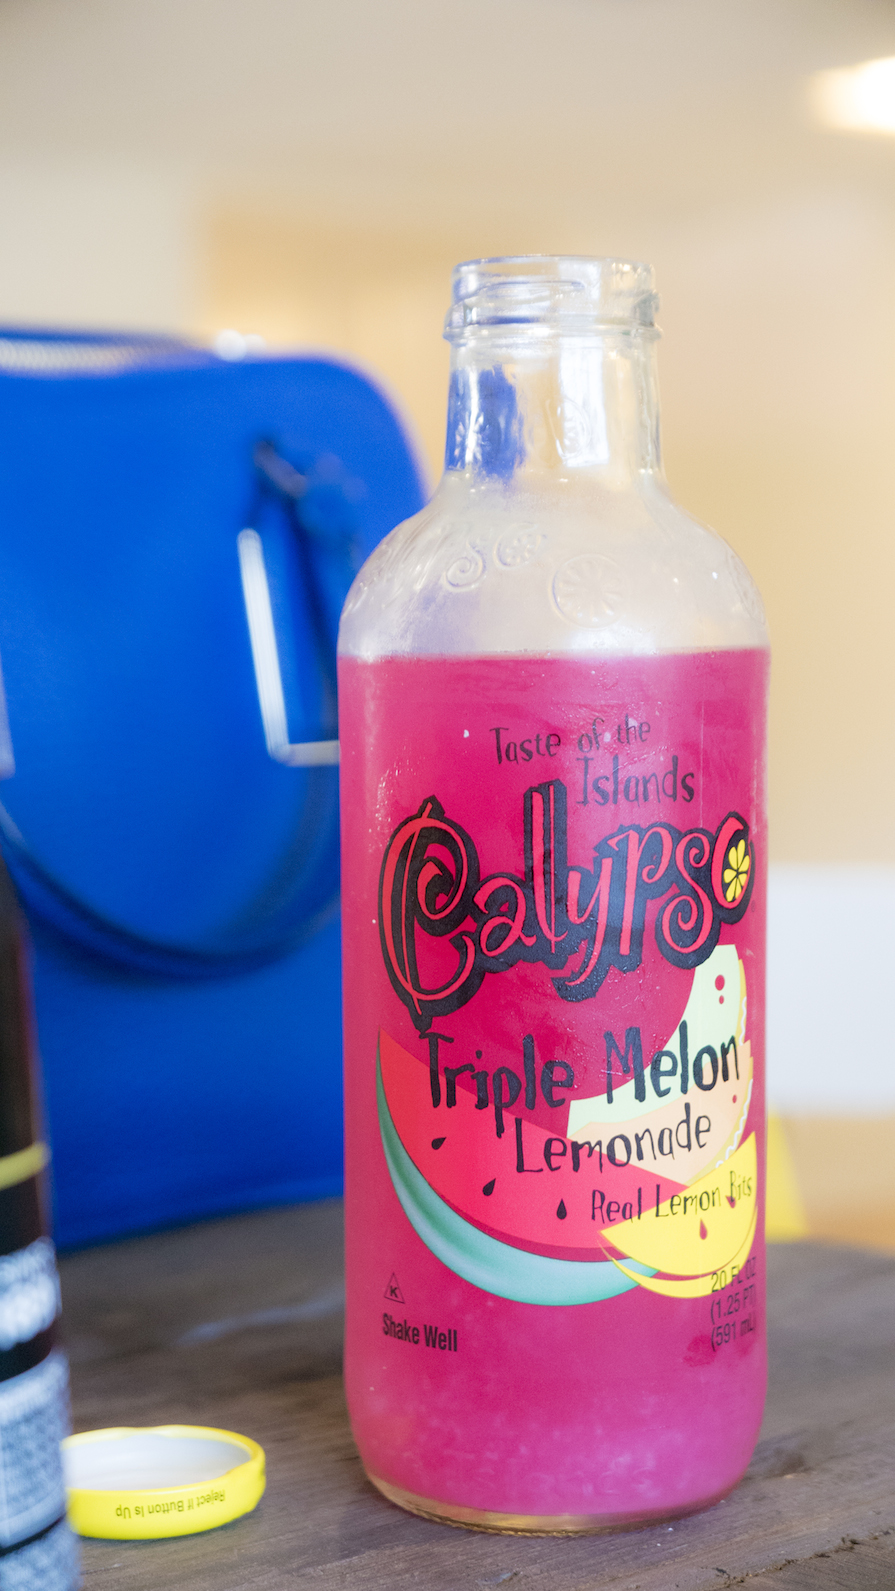 Taste of the
Islands
Calypso
Triple Melon
Lemonade
Real Lemon Bits
20 FL OZ
(1.25 PT)
(591 mL)
K
Shake Well
Reject If Button Is Up